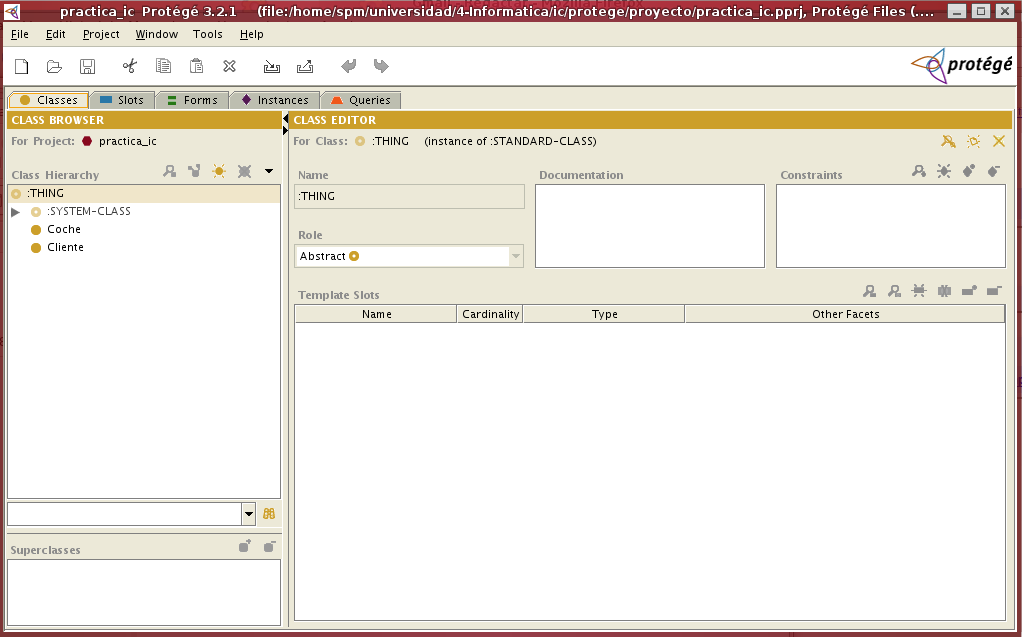 practica_ic Protégé 3.2.1 (file:/home/spm/universidad/4-Informatica/ic/protege/proyecto/practica_ic.pprj, Protégé Files (....
File Edit Project Window Tools Help
protégé
Classes Slots Forms Instances Queries
CLASS BROWSER
For Project: practica_ic
Class Hierarchy
:THING
:SYSTEM-CLASS
Coche
Cliente
Superclasses
CLASS EDITOR
For Class: :THING (instance of :STANDARD-CLASS)
Name
:THING
Role
Abstract
Documentation
Constraints
Template Slots
Name Cardinality Type Other Facets